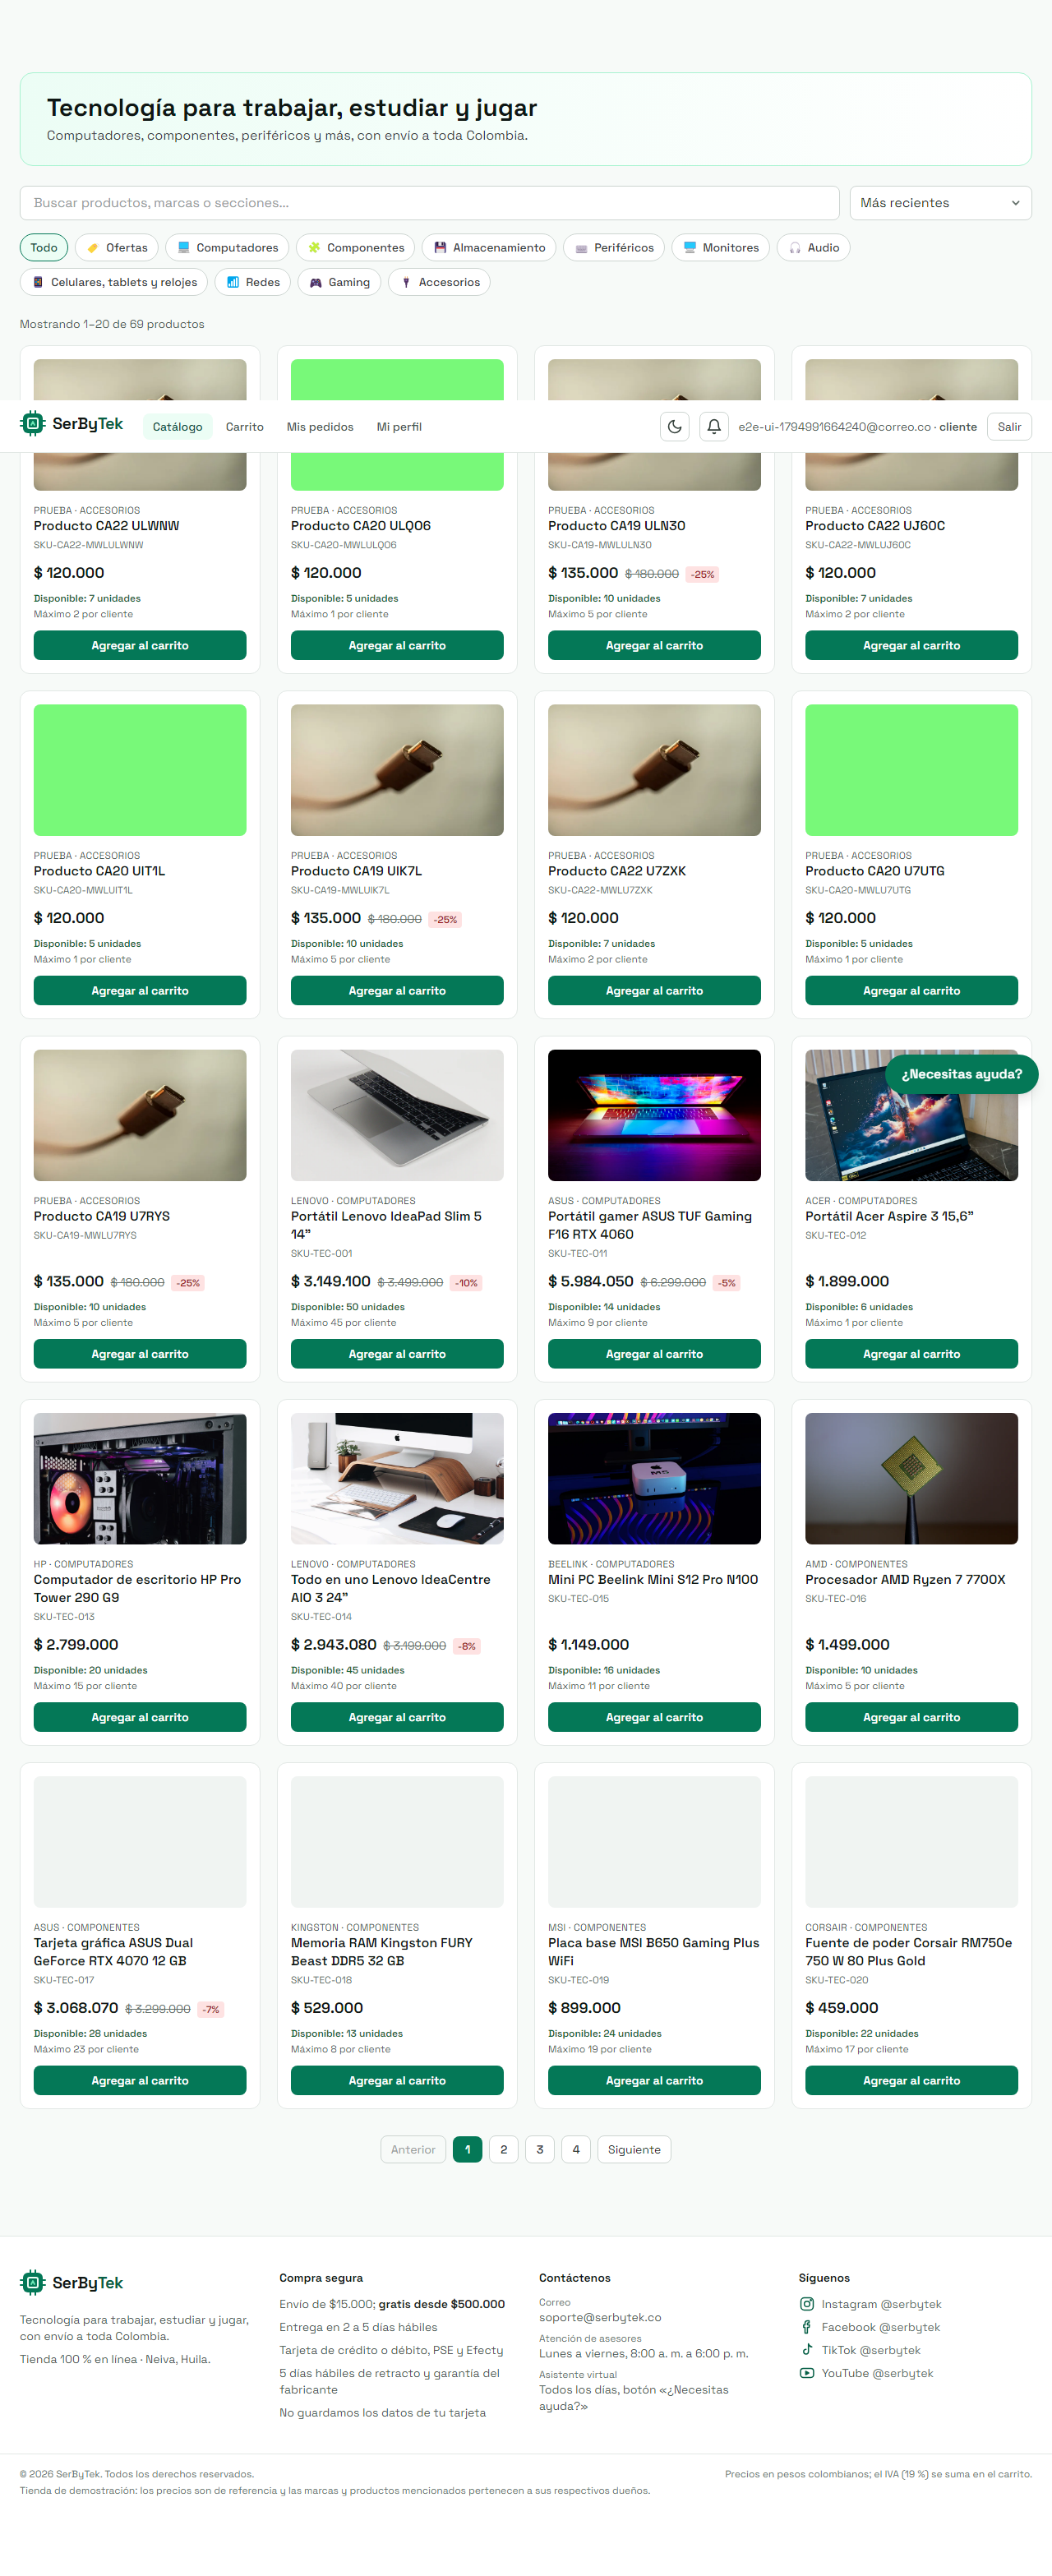 Tecnología para trabajar, estudiar y jugar
Computadores, componentes, periféricos y más, con envío a toda Colombia.
Buscar productos, marcas o secciones...
Más recientes
Todo
Ofertas
Computadores
Componentes
Almacenamiento
Periféricos
Monitores
Audio
Celulares, tablets y relojes
Redes
Gaming
Accesorios
Mostrando 1–20 de 69 productos
SerByTek
Catálogo
Carrito
Mis pedidos
Mi perfil
e2e-ui-1794991664240@correo.co · cliente
Salir
PRUEBA · ACCESORIOS
Producto CA22 ULWNW
SKU-CA22-MWLULWNW
$ 120.000
Disponible: 7 unidades
Máximo 2 por cliente
Agregar al carrito
PRUEBA · ACCESORIOS
Producto CA20 ULQO6
SKU-CA20-MWLULQO6
$ 120.000
Disponible: 5 unidades
Máximo 1 por cliente
Agregar al carrito
PRUEBA · ACCESORIOS
Producto CA19 ULN30
SKU-CA19-MWLULN30
$ 135.000 $ 180.000 -25%
Disponible: 10 unidades
Máximo 5 por cliente
Agregar al carrito
PRUEBA · ACCESORIOS
Producto CA22 UJ60C
SKU-CA22-MWLUJ60C
$ 120.000
Disponible: 7 unidades
Máximo 2 por cliente
Agregar al carrito
PRUEBA · ACCESORIOS
Producto CA20 UIT1L
SKU-CA20-MWLUIT1L
$ 120.000
Disponible: 5 unidades
Máximo 1 por cliente
Agregar al carrito
PRUEBA · ACCESORIOS
Producto CA19 UIK7L
SKU-CA19-MWLUIK7L
$ 135.000 $ 180.000 -25%
Disponible: 10 unidades
Máximo 5 por cliente
Agregar al carrito
PRUEBA · ACCESORIOS
Producto CA22 U7ZXK
SKU-CA22-MWLU7ZXK
$ 120.000
Disponible: 7 unidades
Máximo 2 por cliente
Agregar al carrito
PRUEBA · ACCESORIOS
Producto CA20 U7UTG
SKU-CA20-MWLU7UTG
$ 120.000
Disponible: 5 unidades
Máximo 1 por cliente
Agregar al carrito
PRUEBA · ACCESORIOS
Producto CA19 U7RYS
SKU-CA19-MWLU7RYS
$ 135.000 $ 180.000 -25%
Disponible: 10 unidades
Máximo 5 por cliente
Agregar al carrito
LENOVO · COMPUTADORES
Portátil Lenovo IdeaPad Slim 5
14”
SKU-TEC-001
$ 3.149.100 $ 3.499.000 -10%
Disponible: 50 unidades
Máximo 45 por cliente
Agregar al carrito
ASUS · COMPUTADORES
Portátil gamer ASUS TUF Gaming
F16 RTX 4060
SKU-TEC-011
$ 5.984.050 $ 6.299.000 -5%
Disponible: 14 unidades
Máximo 9 por cliente
Agregar al carrito
¿Necesitas ayuda?
ACER · COMPUTADORES
Portátil Acer Aspire 3 15,6”
SKU-TEC-012
$ 1.899.000
Disponible: 6 unidades
Máximo 1 por cliente
Agregar al carrito
HP · COMPUTADORES
Computador de escritorio HP Pro
Tower 290 G9
SKU-TEC-013
$ 2.799.000
Disponible: 20 unidades
Máximo 15 por cliente
Agregar al carrito
LENOVO · COMPUTADORES
Todo en uno Lenovo IdeaCentre
AIO 3 24”
SKU-TEC-014
$ 2.943.080 $ 3.199.000 -8%
Disponible: 45 unidades
Máximo 40 por cliente
Agregar al carrito
M5
BEELINK · COMPUTADORES
Mini PC Beelink Mini S12 Pro N100
SKU-TEC-015
$ 1.149.000
Disponible: 16 unidades
Máximo 11 por cliente
Agregar al carrito
AMD · COMPONENTES
Procesador AMD Ryzen 7 7700X
SKU-TEC-016
$ 1.499.000
Disponible: 10 unidades
Máximo 5 por cliente
Agregar al carrito
ASUS · COMPONENTES
Tarjeta gráfica ASUS Dual
GeForce RTX 4070 12 GB
SKU-TEC-017
$ 3.068.070 $ 3.299.000 -7%
Disponible: 28 unidades
Máximo 23 por cliente
Agregar al carrito
KINGSTON · COMPONENTES
Memoria RAM Kingston FURY
Beast DDR5 32 GB
SKU-TEC-018
$ 529.000
Disponible: 13 unidades
Máximo 8 por cliente
Agregar al carrito
MSI · COMPONENTES
Placa base MSI B650 Gaming Plus
WiFi
SKU-TEC-019
$ 899.000
Disponible: 24 unidades
Máximo 19 por cliente
Agregar al carrito
CORSAIR · COMPONENTES
Fuente de poder Corsair RM750e
750 W 80 Plus Gold
SKU-TEC-020
$ 459.000
Disponible: 22 unidades
Máximo 17 por cliente
Agregar al carrito
Anterior 1 2 3 4 Siguiente
SerByTek
Tecnología para trabajar, estudiar y jugar,
con envío a toda Colombia.
Tienda 100 % en línea · Neiva, Huila.
Compra segura
Envío de $15.000; gratis desde $500.000
Entrega en 2 a 5 días hábiles
Tarjeta de crédito o débito, PSE y Efecty
5 días hábiles de retracto y garantía del
fabricante
No guardamos los datos de tu tarjeta
Contáctenos
Correo
soporte@serbytek.co
Atención de asesores
Lunes a viernes, 8:00 a. m. a 6:00 p. m.
Asistente virtual
Todos los días, botón «¿Necesitas
ayuda?»
Síguenos
Instagram @serbytek
Facebook @serbytek
TikTok @serbytek
YouTube @serbytek
© 2026 SerByTek. Todos los derechos reservados.
Precios en pesos colombianos; el IVA (19 %) se suma en el carrito.
Tienda de demostración: los precios son de referencia y las marcas y productos mencionados pertenecen a sus respectivos dueños.